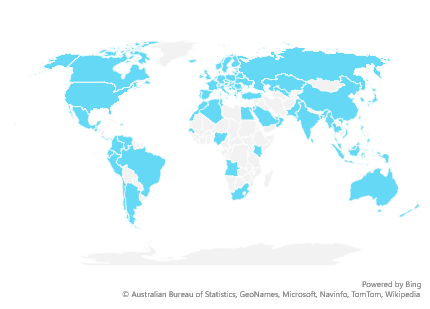 Powered by Bing
© Australian Bureau of Statistics, GeoNames, Microsoft, Navinfo, TomTom, Wikipedia